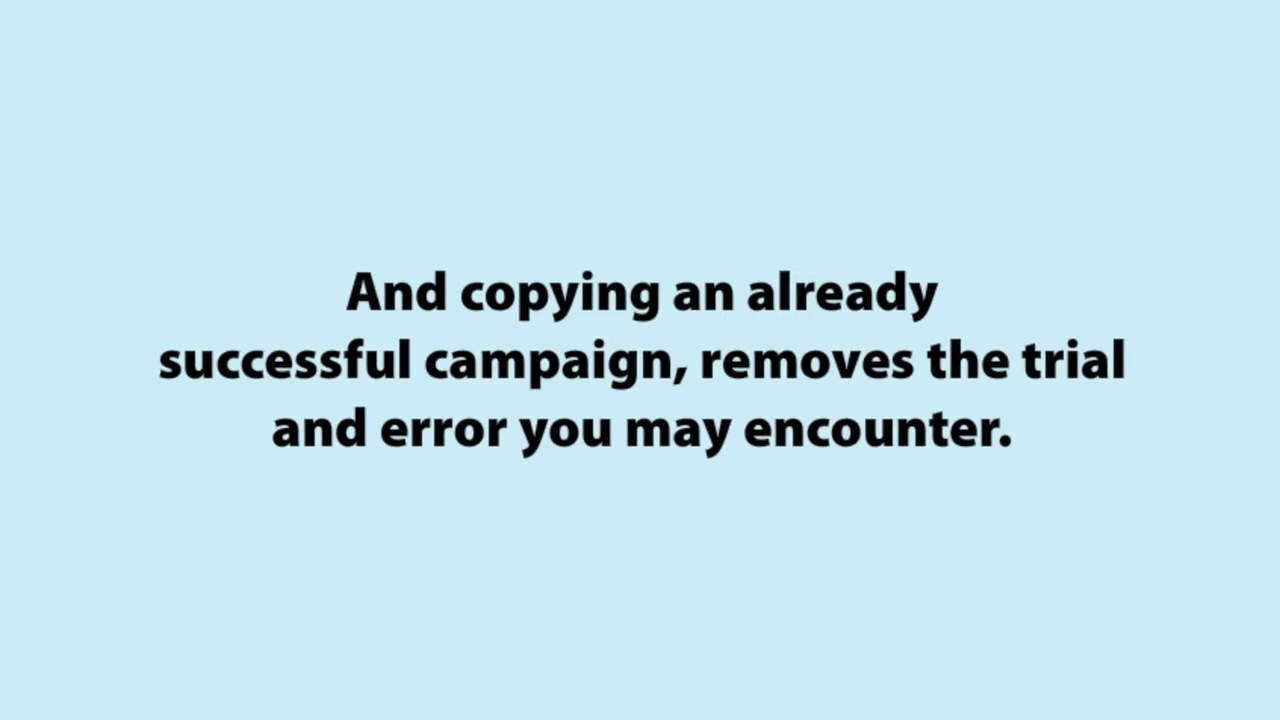 And copying an already
successful campaign, removes the trial
and error you may encounter.